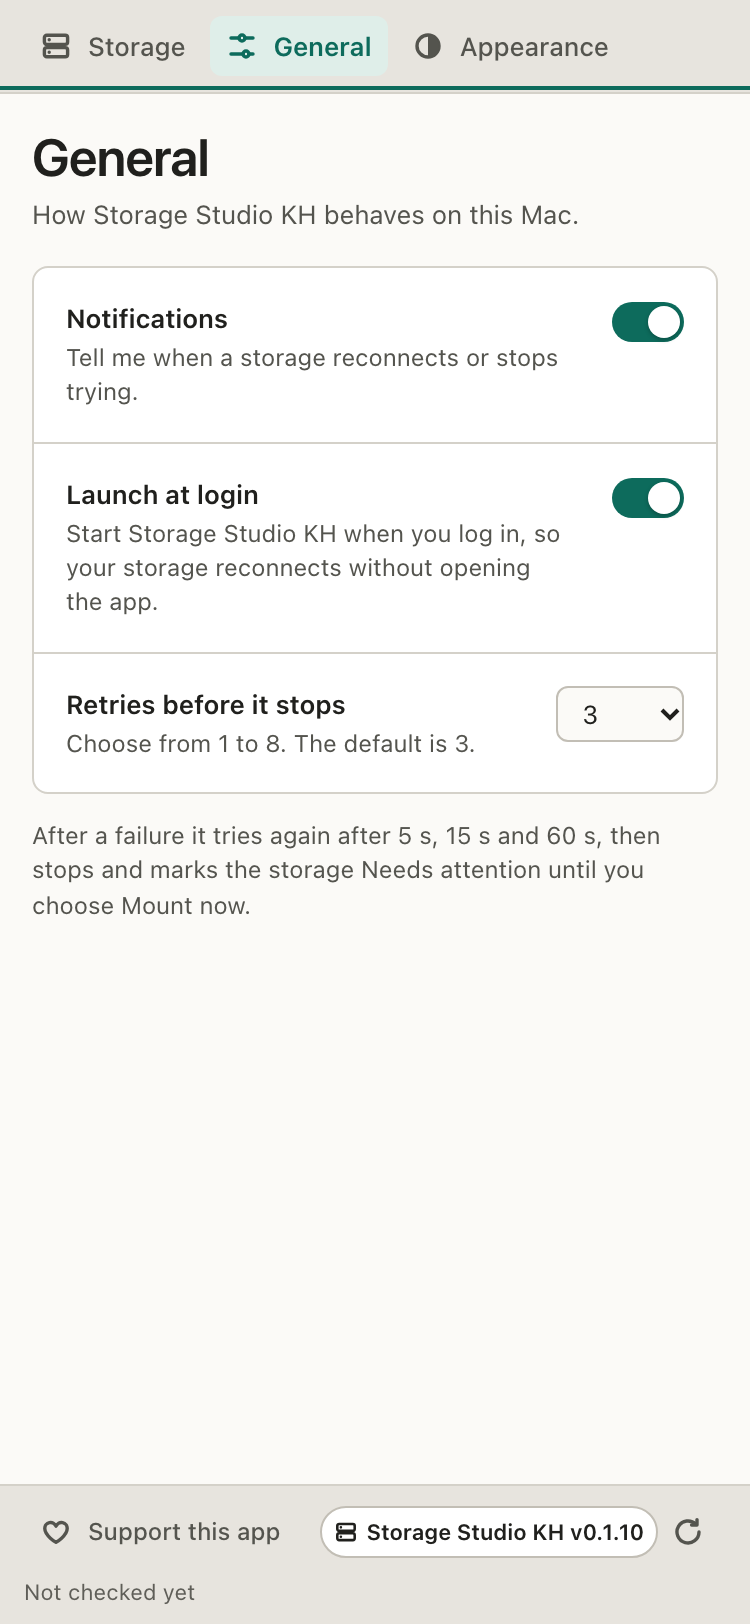 Storage
General
Appearance
General
How Storage Studio KH behaves on this Mac.
Notifications
Tell me when a storage reconnects or stops
trying.
Launch at login
Start Storage Studio KH when you log in, so
your storage reconnects without opening
the app.
Retries before it stops
3
Choose from 1 to 8. The default is 3.
After a failure it tries again after 5 s, 15 s and 60 s, then
stops and marks the storage Needs attention until you
choose Mount now.
Support this app
Storage Studio KH v0.1.10
Not checked yet